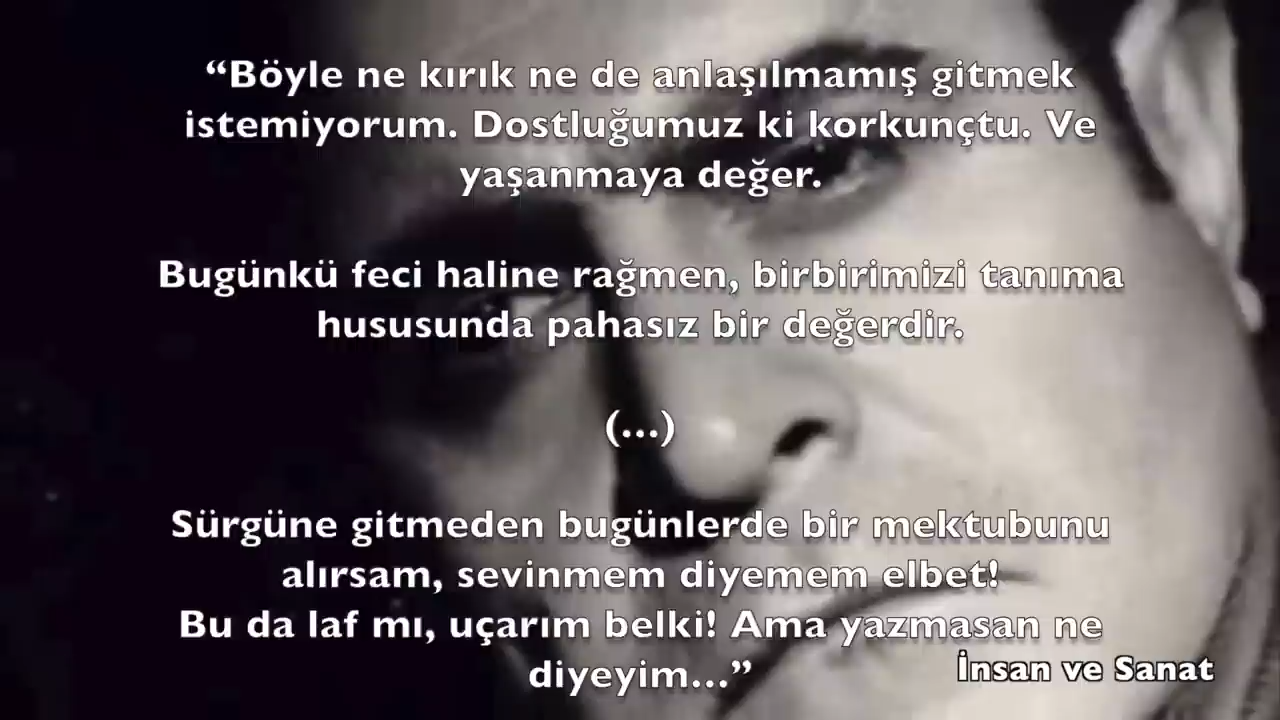 “Böyle ne kırık ne de anlaşılmamış gitmek
istemiyorum. Dostluğumuz ki korkunçtu. Ve
yaşanmaya değer.
Bugünkü feci haline rağmen, birbirimizi tanıma
hususunda pahasız bir değerdir.
(...)
Sürgüne gitmeden bugünlerde bir mektubunu
alırsam, sevinmem diyemem elbet!
Bu da laf mı, uçarım belki! Ama yazmasan ne
diyeyim...”
İnsan ve Sanat